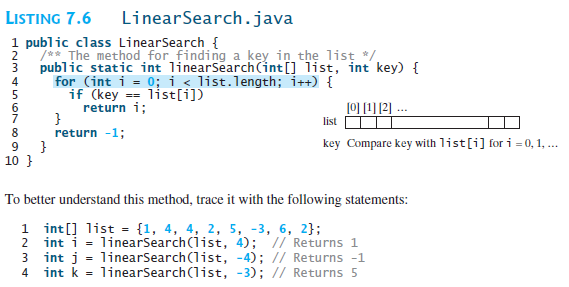 LISTING 7.6 LinearSearch.java
1 public class LinearSearch {
2 /** The method for finding a key in the list */
3 public static int linearSearch(int[] list, int key) {
4 for (int i = 0; i < list.length; i++) {
5 if (key == list[i])
6 return i;
7 }
8 return -1;
9 }
10 }
[0] [1] [2] …
list
key Compare key with list[i] for i = 0, 1, …
To better understand this method, trace it with the following statements:
1 int[] list = {1, 4, 4, 2, 5, -3, 6, 2};
2 int i = linearSearch(list, 4); // Returns 1
3 int j = linearSearch(list, -4); // Returns -1
4 int k = linearSearch(list, -3); // Returns 5